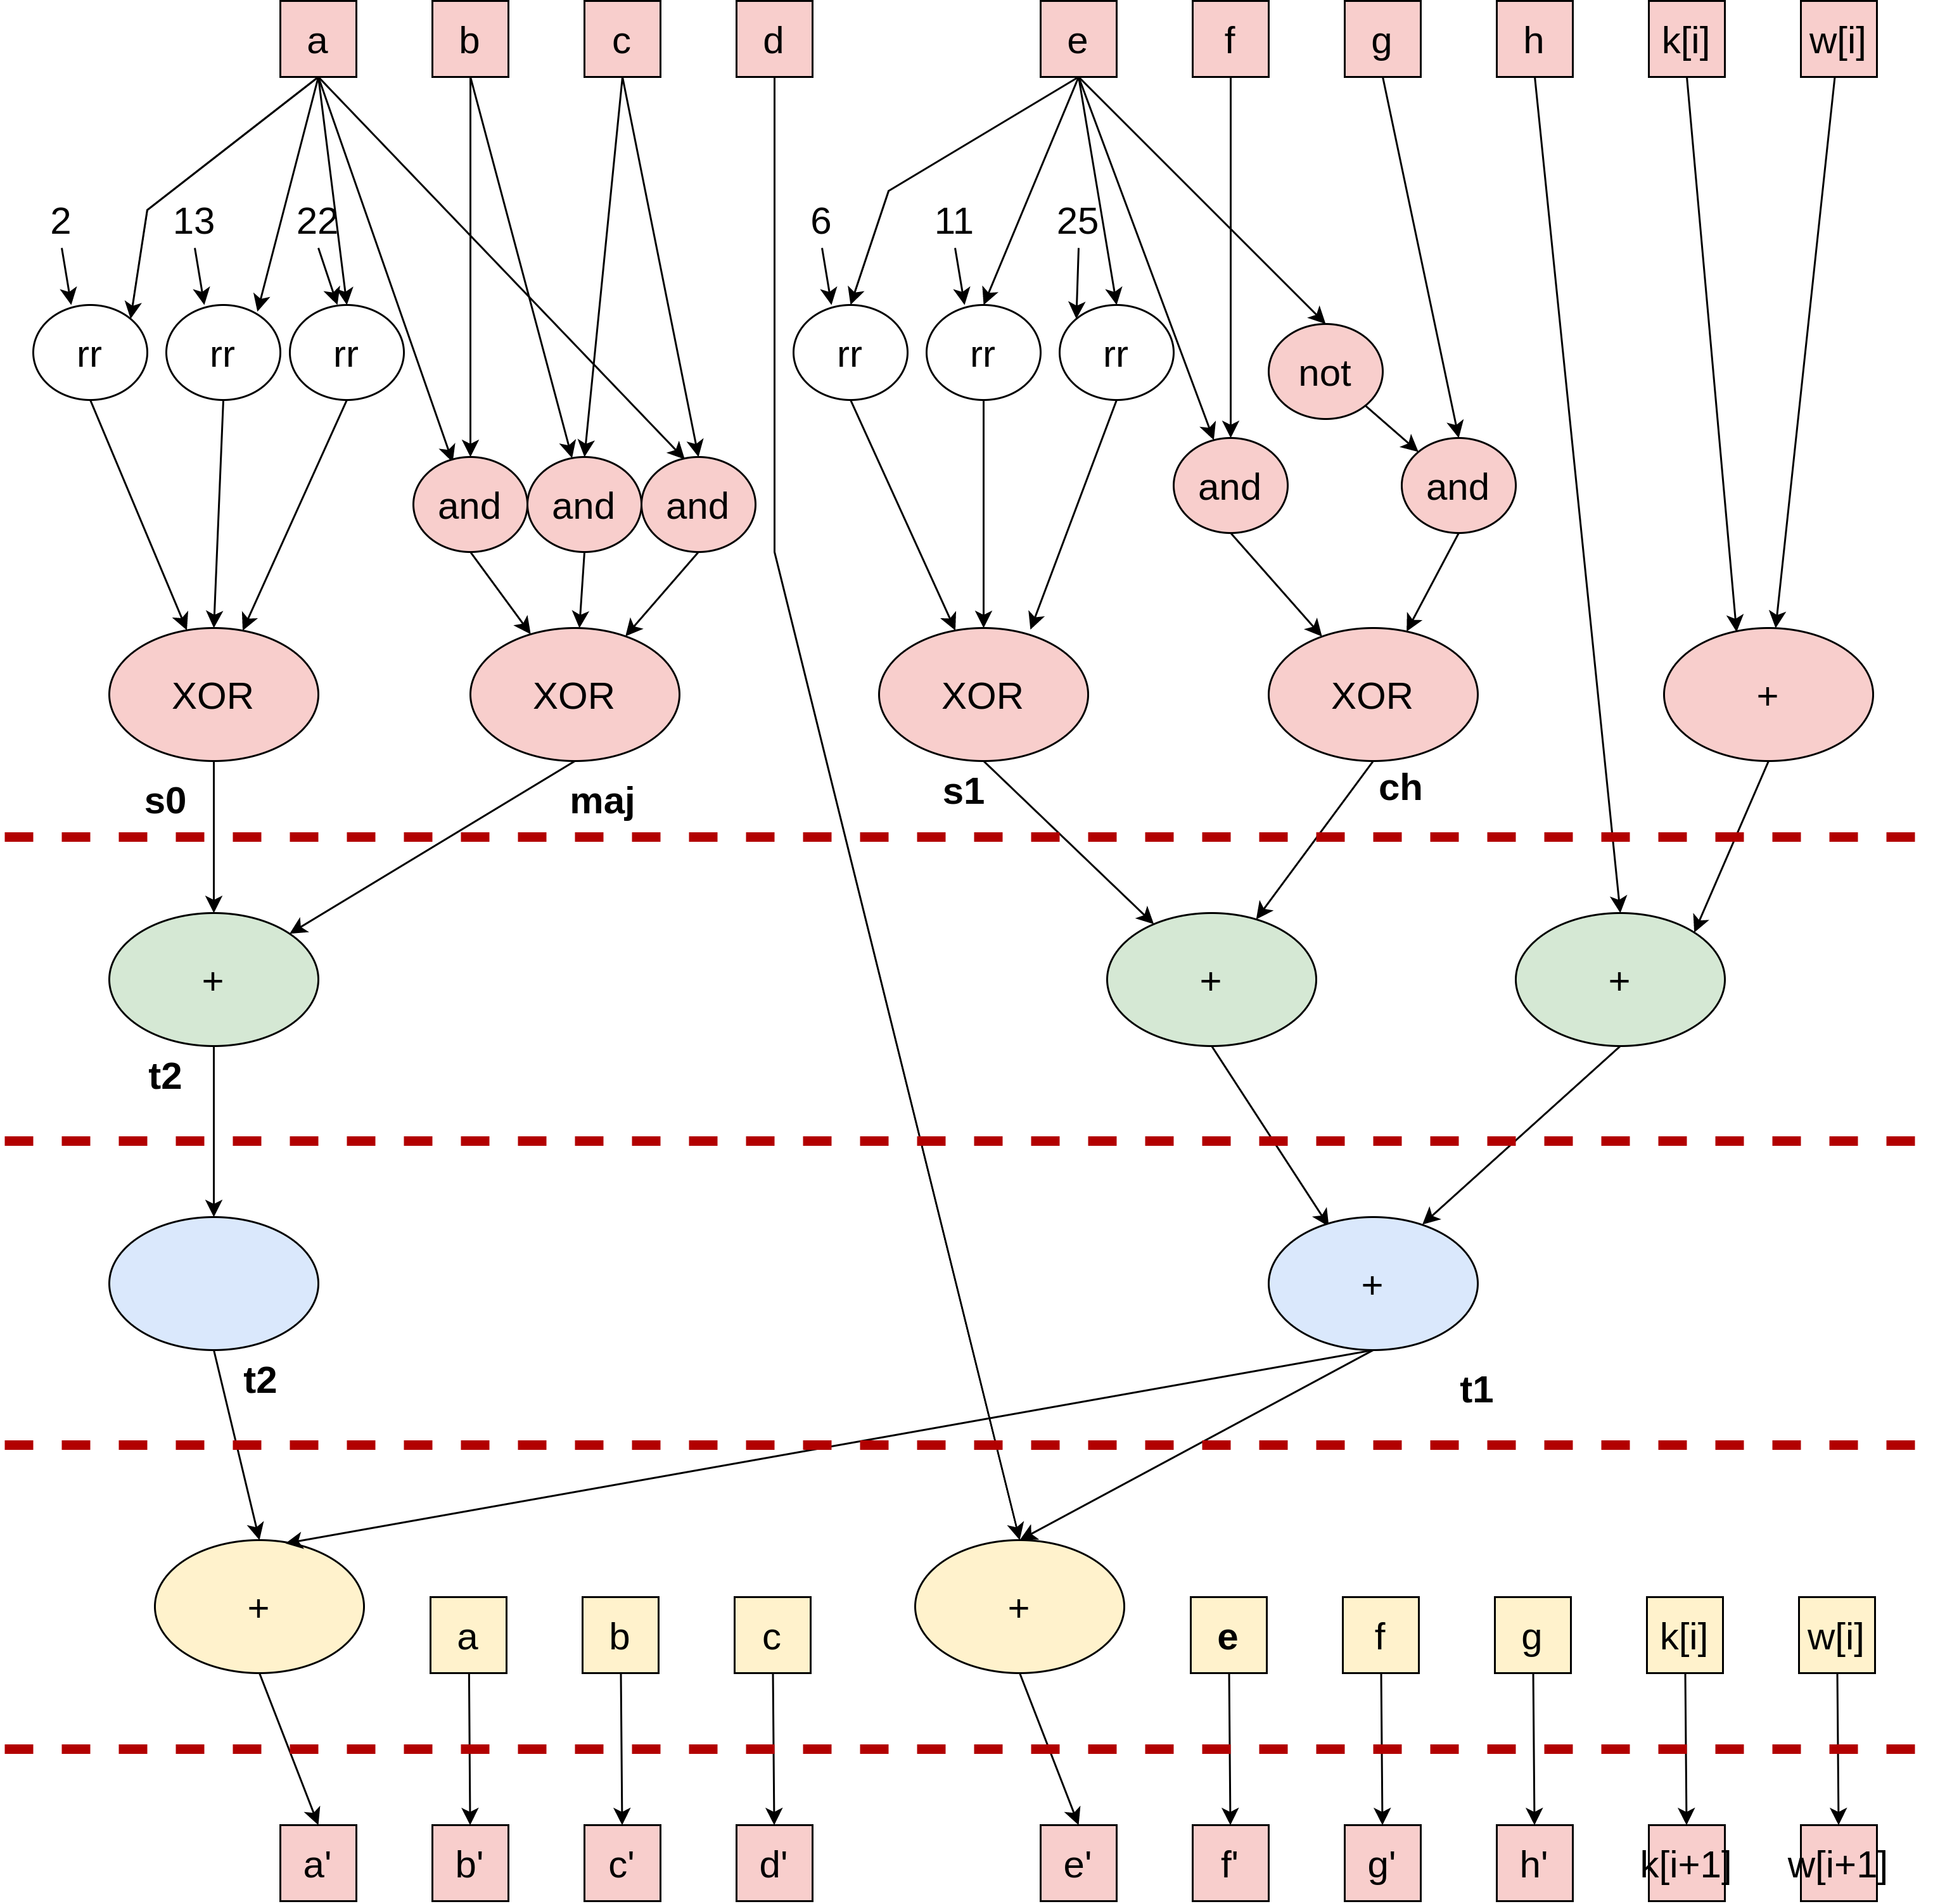 a b c d e f g h k[i] w[i]
2 13 22 6 11 25
rr rr rr rr rr rr not
and and and and and
XOR XOR XOR XOR +
s0 maj s1 ch
+ + +
t2
+
t2 t1
+ +
a b c e f g k[i] w[i]
a' b' c' d' e' f' g' h' k[i+1] w[i+1]